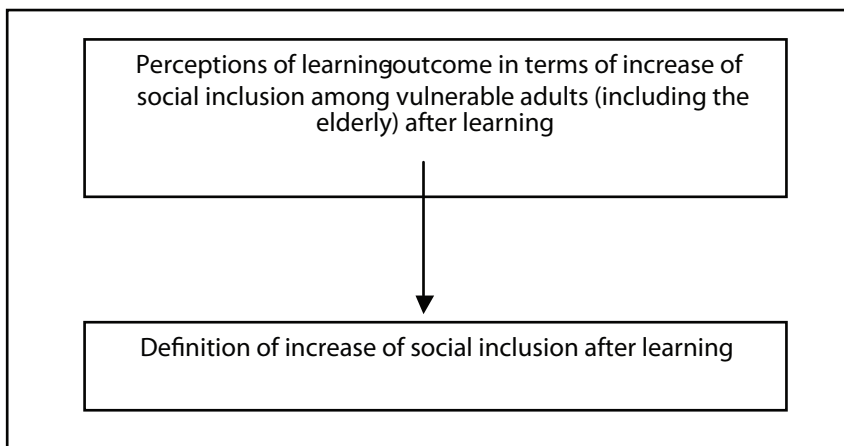 Perceptions of learningoutcome in terms of increase of
social inclusion among vulnerable adults (including the
elderly) after learning
Definition of increase of social inclusion after learning